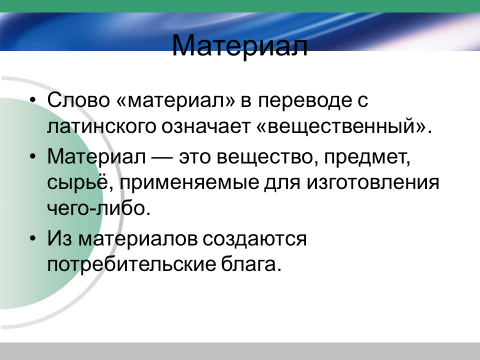 Материал
• Слово «материал» в переводе с
латинского означает «вещественный».
• Материал — это вещество, предмет,
сырьё, применяемые для изготовления
чего-либо.
• Из материалов создаются
потребительские блага.